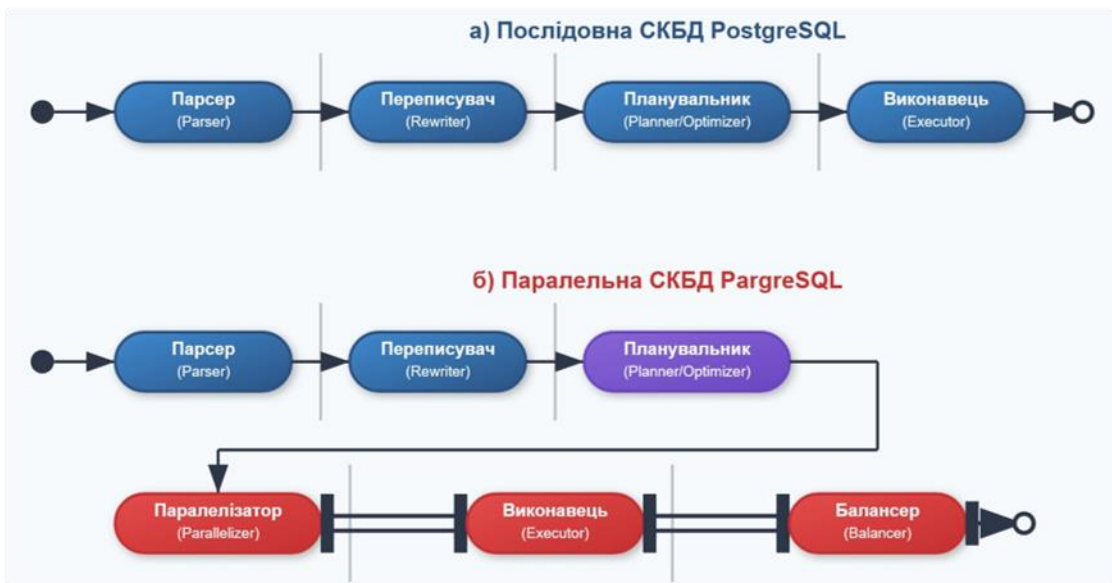 а) Послідовна СКБД PostgreSQL
Парсер
(Parser)
Переписувач
(Rewriter)
Планувальник
(Planner/Optimizer)
Виконавець
(Executor)
б) Паралельна СКБД PargreSQL
Парсер
(Parser)
Переписувач
(Rewriter)
Планувальник
(Planner/Optimizer)
Паралелізатор
(Parallelizer)
Виконавець
(Executor)
Балансер
(Balancer)